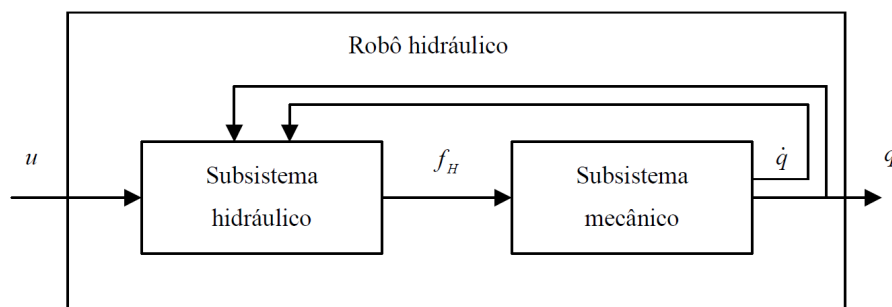 Robô hidráulico
u
Subsistema
hidráulico
f_H
Subsistema
mecânico
q̇
q